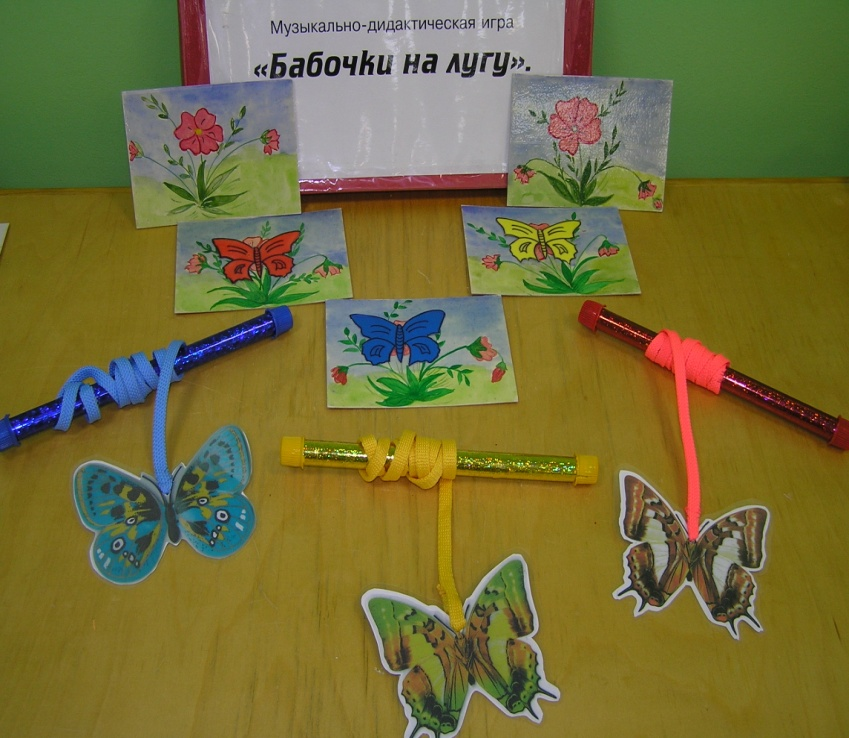 Музыкально-дидактическая игра
«Бабочки на лугу».